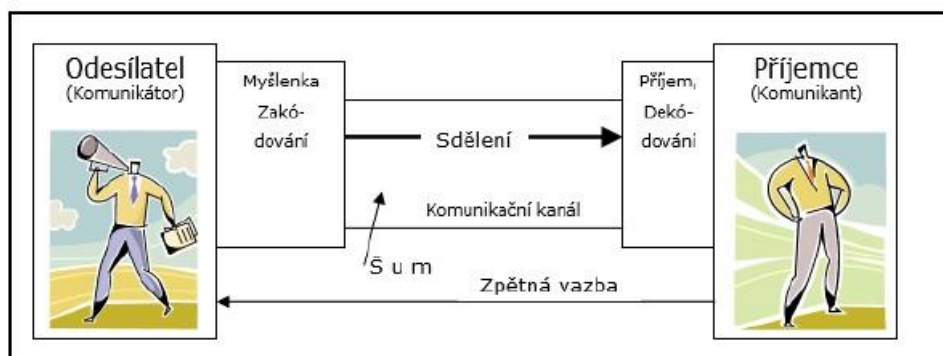 Odesílatel
(Komunikátor)
Myšlenka
Zakó-
dování
Sdělení
Komunikační kanál
Š u m
Zpětná vazba
Příjem,
Dekó-
dování
Příjemce
(Komunikant)